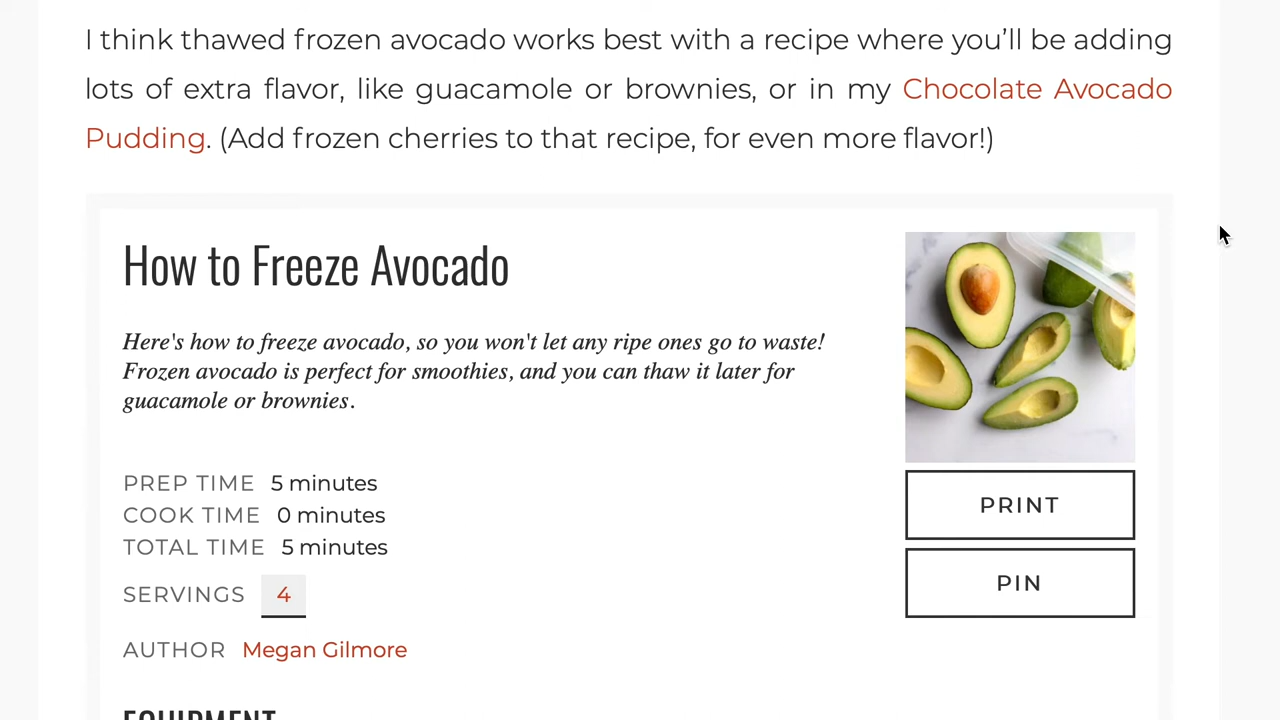 I think thawed frozen avocado works best with a recipe where you’ll be adding
lots of extra flavor, like guacamole or brownies, or in my Chocolate Avocado
Pudding. (Add frozen cherries to that recipe, for even more flavor!)
How to Freeze Avocado
Here's how to freeze avocado, so you won't let any ripe ones go to waste!
Frozen avocado is perfect for smoothies, and you can thaw it later for
guacamole or brownies.
PREP TIME 5 minutes
COOK TIME 0 minutes
TOTAL TIME 5 minutes
SERVINGS 4
AUTHOR Megan Gilmore
PRINT
PIN
EQUIPMENT